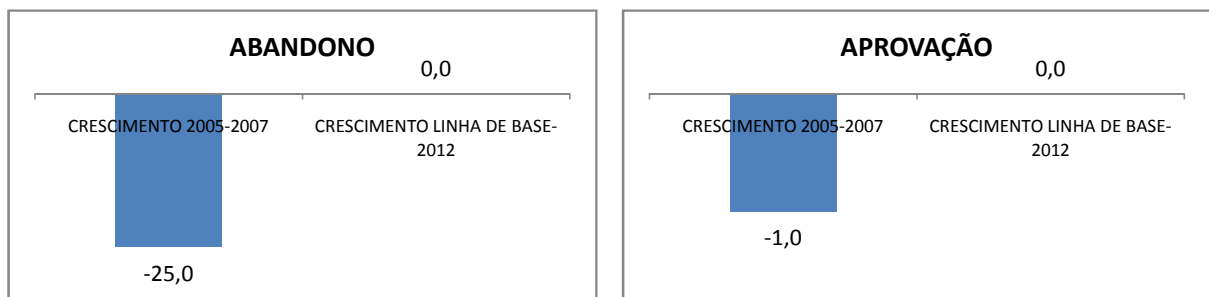 ABANDONO
0,0
CRESCIMENTO 2005-2007
CRESCIMENTO LINHA DE BASE-
2012
-25,0
APROVAÇÃO
0,0
CRESCIMENTO 2005-2007
CRESCIMENTO LINHA DE BASE-
2012
-1,0